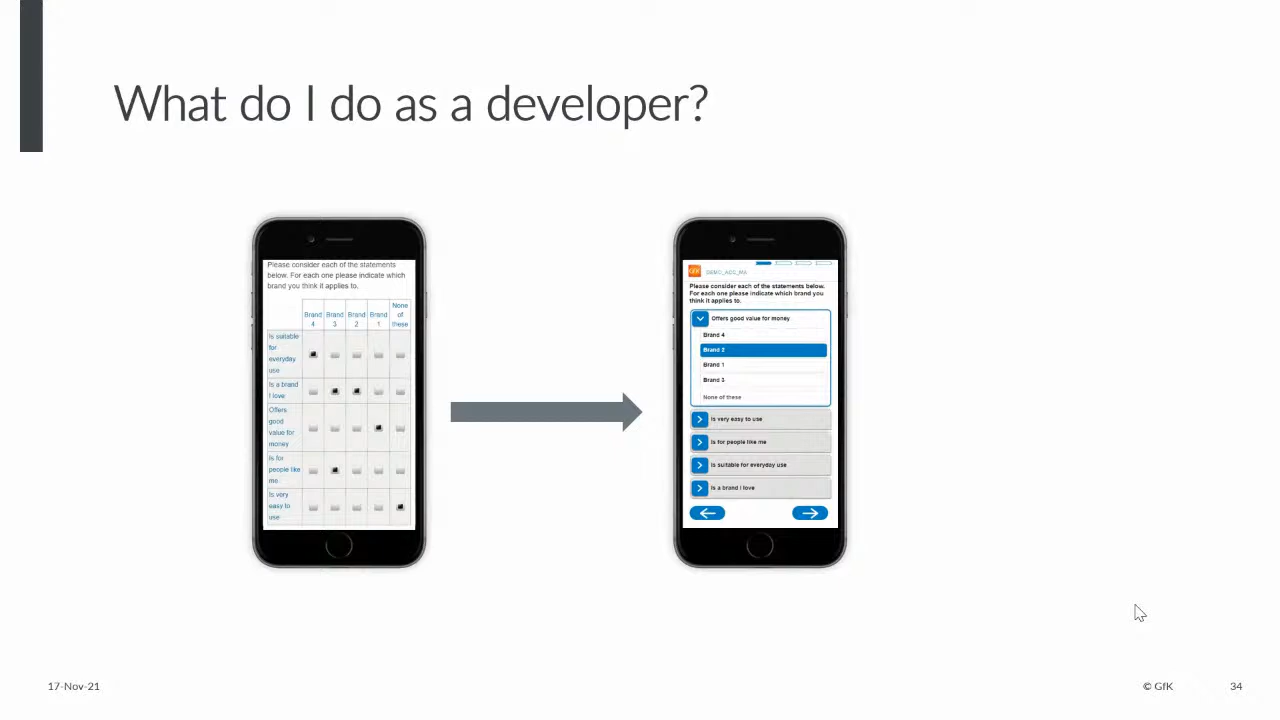 What do I do as a developer?
Please consider each of the statements
below. For each one please indicate which
brand you think it applies to.
Brand 4
Brand 3
Brand 2
Brand 1
None of these
Is suitable for everyday use
Is a brand I love
Offers good value for money
Is for people like me
Is very easy to use
GfK
DEMO_ACC_MA
Please consider each of the statements below.
For each one please indicate which brand you
think it applies to.
Offers good value for money
Brand 4
Brand 2
Brand 1
Brand 3
None of these
Is very easy to use
Is for people like me
Is suitable for everyday use
Is a brand I love
17-Nov-21
© GfK
34